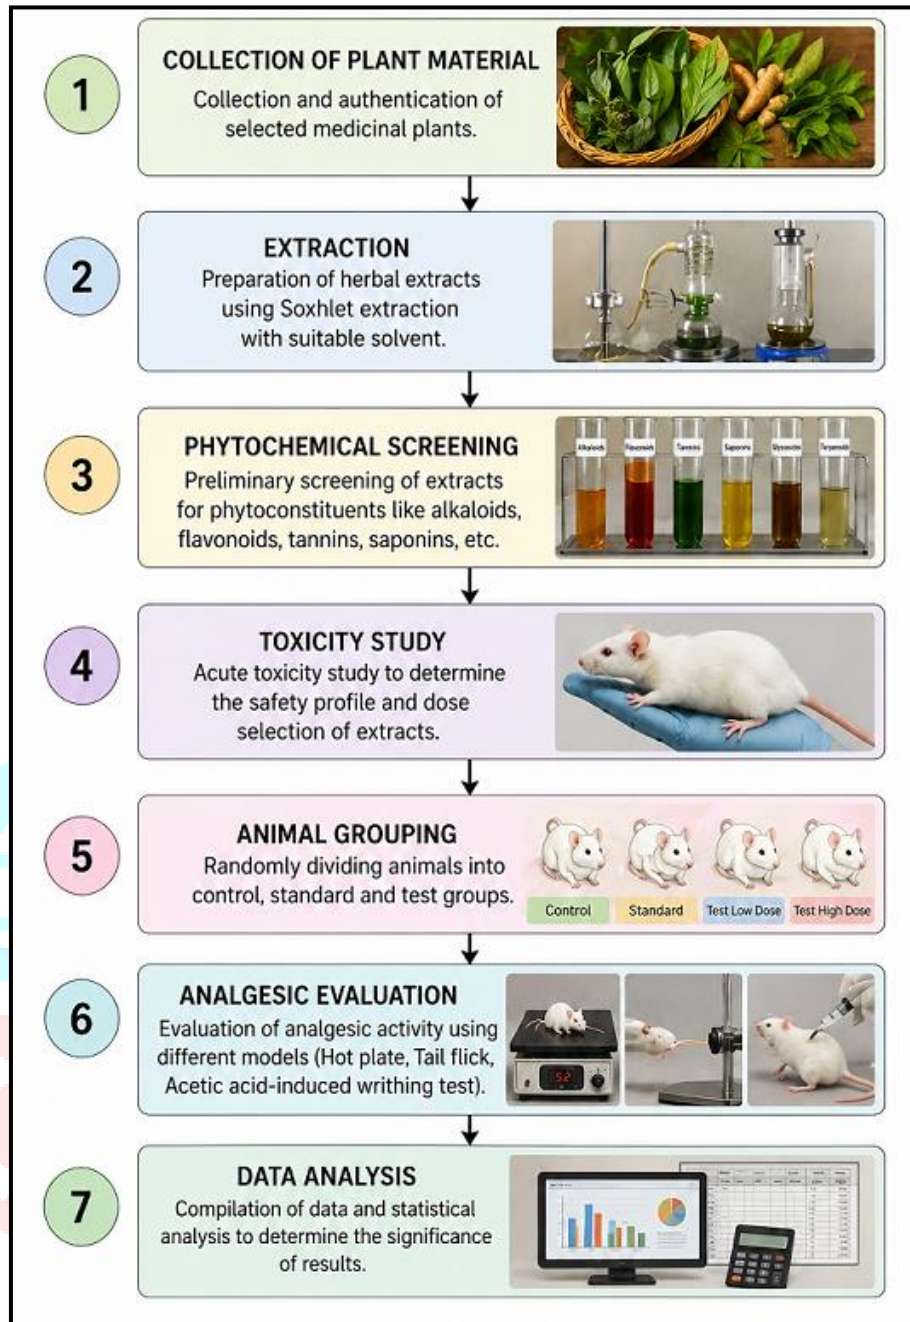 1
COLLECTION OF PLANT MATERIAL
Collection and authentication of
selected medicinal plants.
2
EXTRACTION
Preparation of herbal extracts
using Soxhlet extraction
with suitable solvent.
3
PHYTOCHEMICAL SCREENING
Preliminary screening of extracts
for phytoconstituents like alkaloids,
flavonoids, tannins, saponins, etc.
Alkaloids
Tannins
Saponins
4
TOXICITY STUDY
Acute toxicity study to determine
the safety profile and dose
selection of extracts.
5
ANIMAL GROUPING
Randomly dividing animals into
control, standard and test groups.
Control Standard Test Low Dose Test High Dose
6
ANALGESIC EVALUATION
Evaluation of analgesic activity using
different models (Hot plate, Tail flick,
Acetic acid-induced writhing test).
52
7
DATA ANALYSIS
Compilation of data and statistical
analysis to determine the significance
of results.